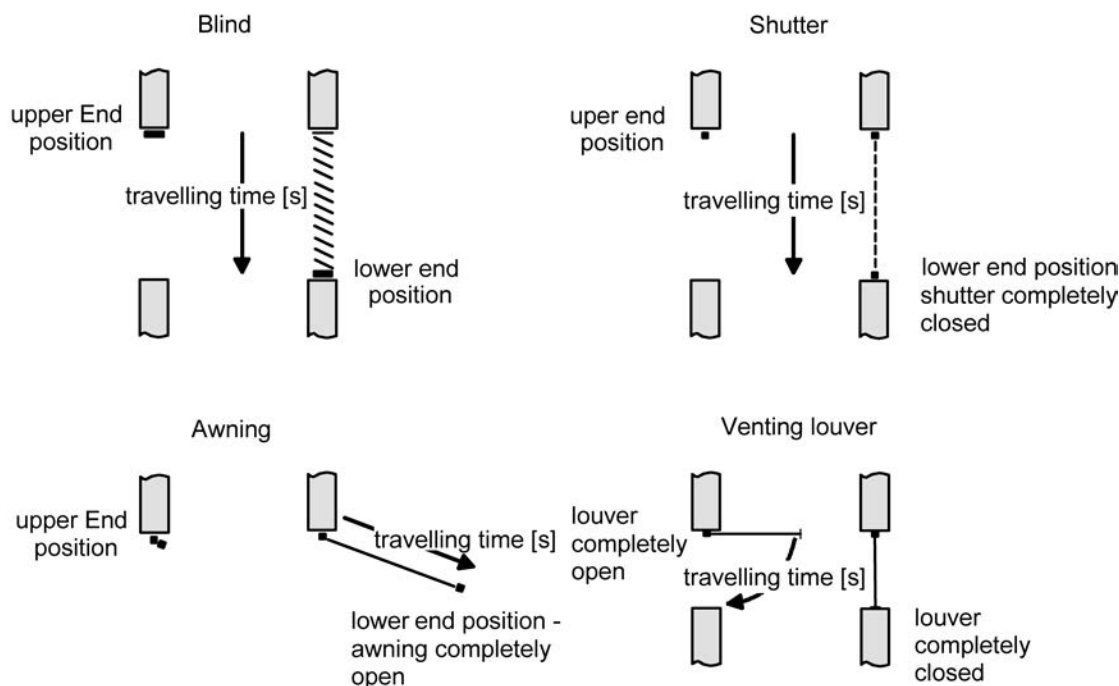 Blind
upper End
position
travelling time [s]
lower end
position
Shutter
uper end
position
travelling time [s]
lower end position
shutter completely
closed
Awning
upper End
position
travelling time [s]
lower end position -
awning completely
open
Venting louver
louver
completely
open
travelling time [s]
louver
completely
closed